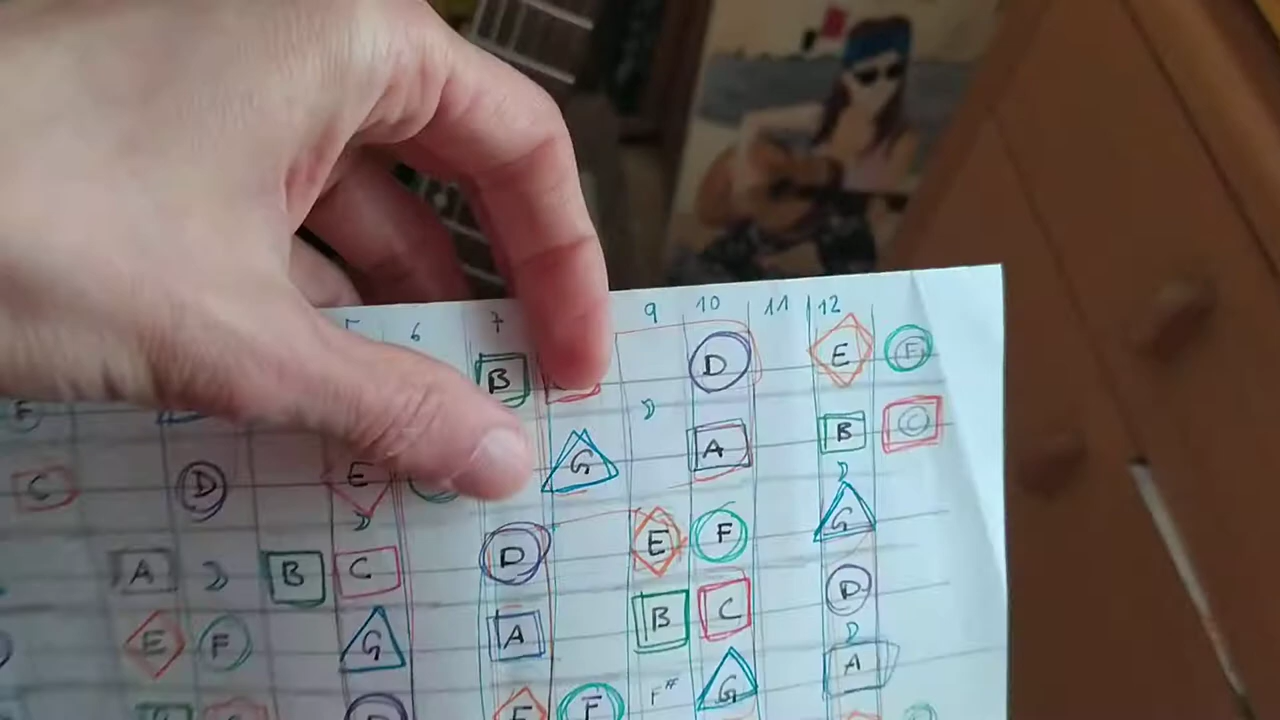 5 6 7 9 10 11 12
B D E F
G A B C
C D E G
D E F
A B C D
E F G A B C A
F F# G